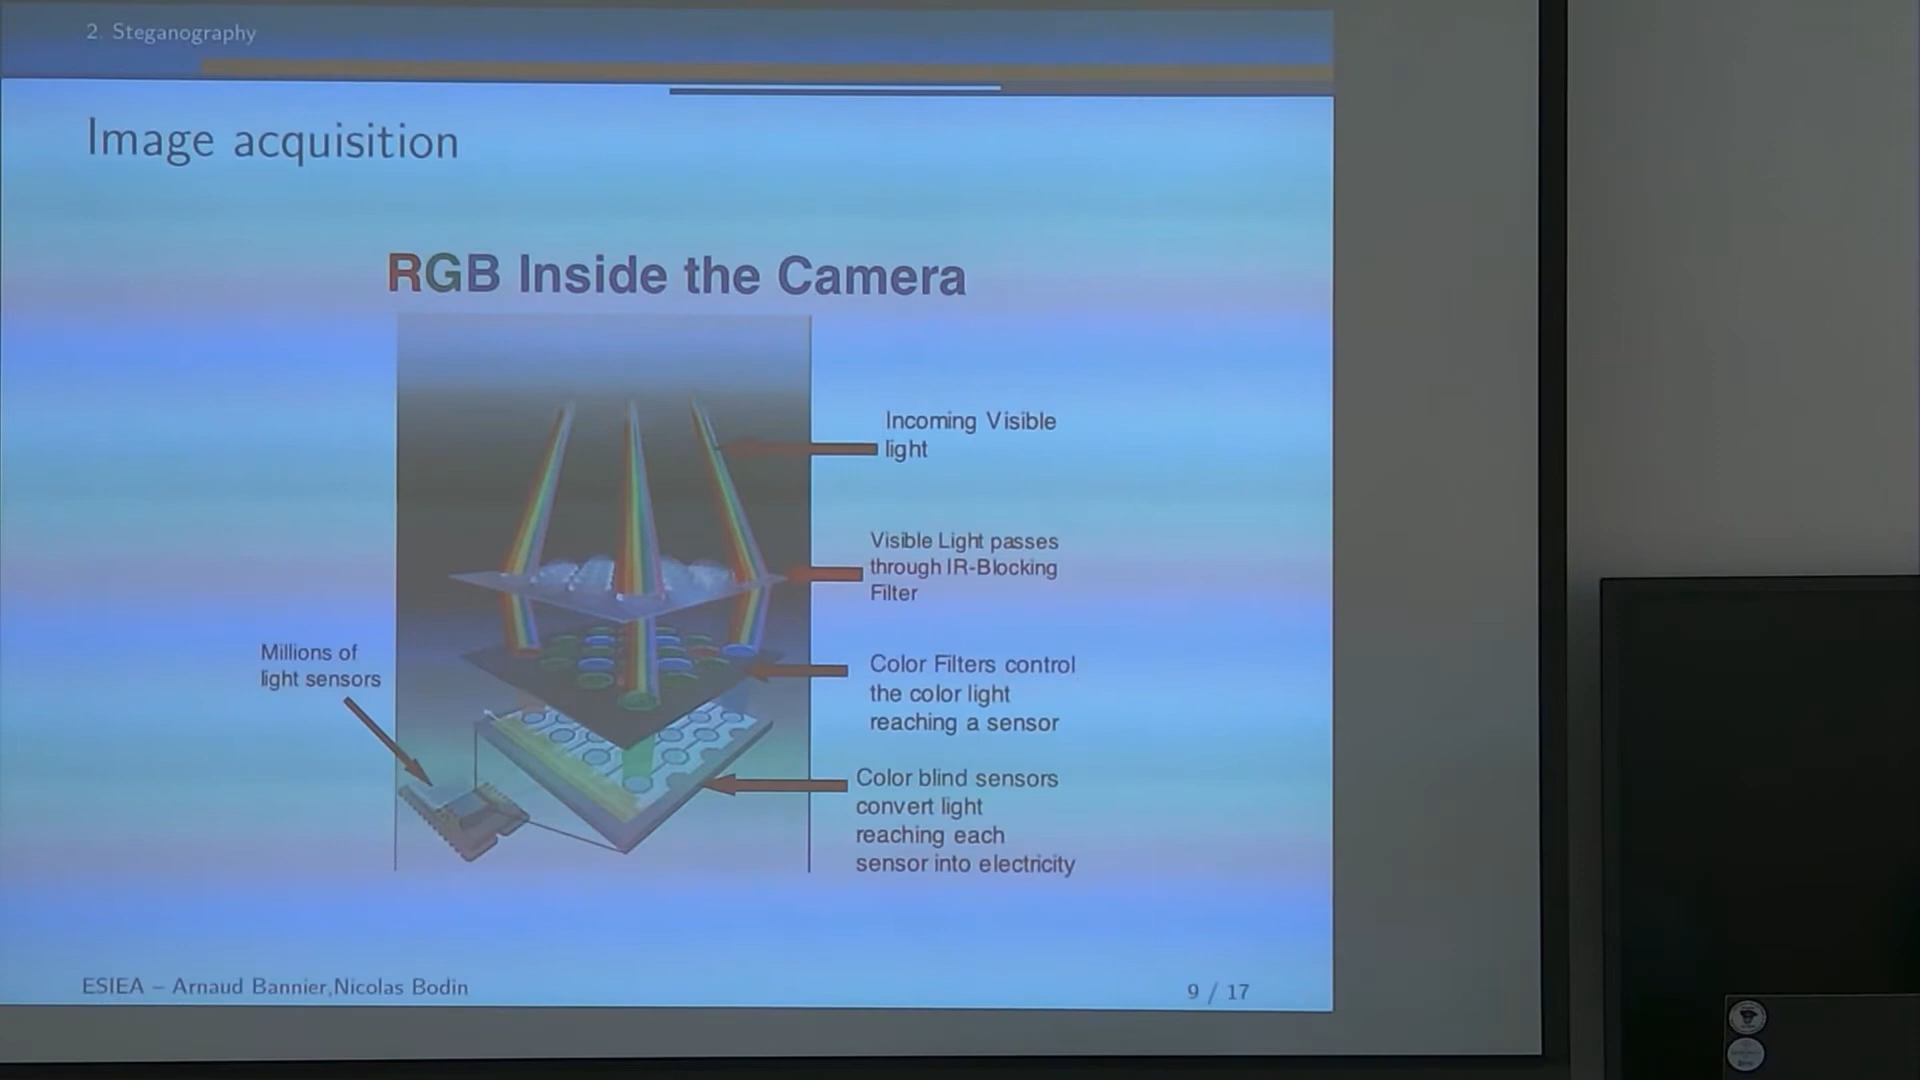 2. Steganography
Image acquisition
RGB Inside the Camera
Incoming Visible
light
Visible Light passes
through IR-Blocking
Filter
Millions of
light sensors
Color Filters control
the color light
reaching a sensor
Color blind sensors
convert light
reaching each
sensor into electricity
ESIEA – Arnaud Bannier,Nicolas Bodin
9 / 17